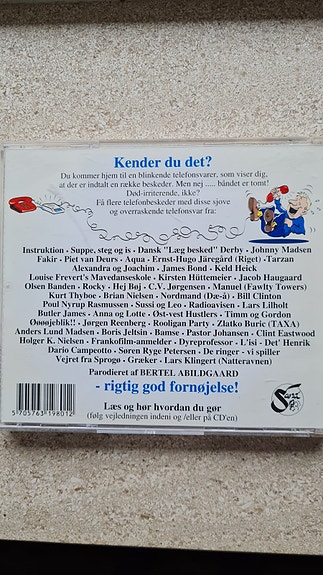 Kender du det?
Du kommer hjem til en blinkende telefonsvarer, som viser dig,
at der er indtalt en række beskeder. Men nej ..... båndet er tomt!
Død-irriterende, ikke?
Få flere telefonbeskeder med disse sjove
og overraskende telefonsvar fra:
Instruktion • Suppe, steg og is • Dansk "Læg besked" Derby • Johnny Madsen
Fakir • Piet van Deurs • Aqua • Ernst-Hugo Järegård (Riget) • Tarzan
Alexandra og Joachim • James Bond • Keld Heick
Louise Frevert's Mavedanseskole • Kirsten Hüttemeier • Jacob Haugaard
Olsen Banden • Rocky • Hej Bøj • C.V. Jørgensen • Manuel (Fawlty Towers)
Kurt Thyboe • Brian Nielsen • Nordmand (Dæ-å) • Bill Clinton
Poul Nyrup Rasmussen • Sussi og Leo • Radioavisen • Lars Lilholt
Butler James • Anna og Lotte • Øst-vest Hustlers • Timm og Gordon
Oooøjeblik!! • Jørgen Reenberg • Rooligan Party • Zlatko Buric (TAXA)
Anders Lund Madsen • Boris Jeltsin • Bamse • Pastor Johansen • Clint Eastwood
Holger K. Nielsen • Frankofilm-anmelder • Dyreprofessor • L'isi • Det' Henrik
Dario Campeotto • Søren Ryge Petersen • De ringer - vi spiller
Vejret fra Sprogø • Græker • Lars Klingert (Natteravnen)
Parodieret af BERTEL ABILDGAARD
- rigtig god fornøjelse!
Læs og hør hvordan du gør
(følg vejledningen indeni og /eller på CD'en)
5 705763 198012